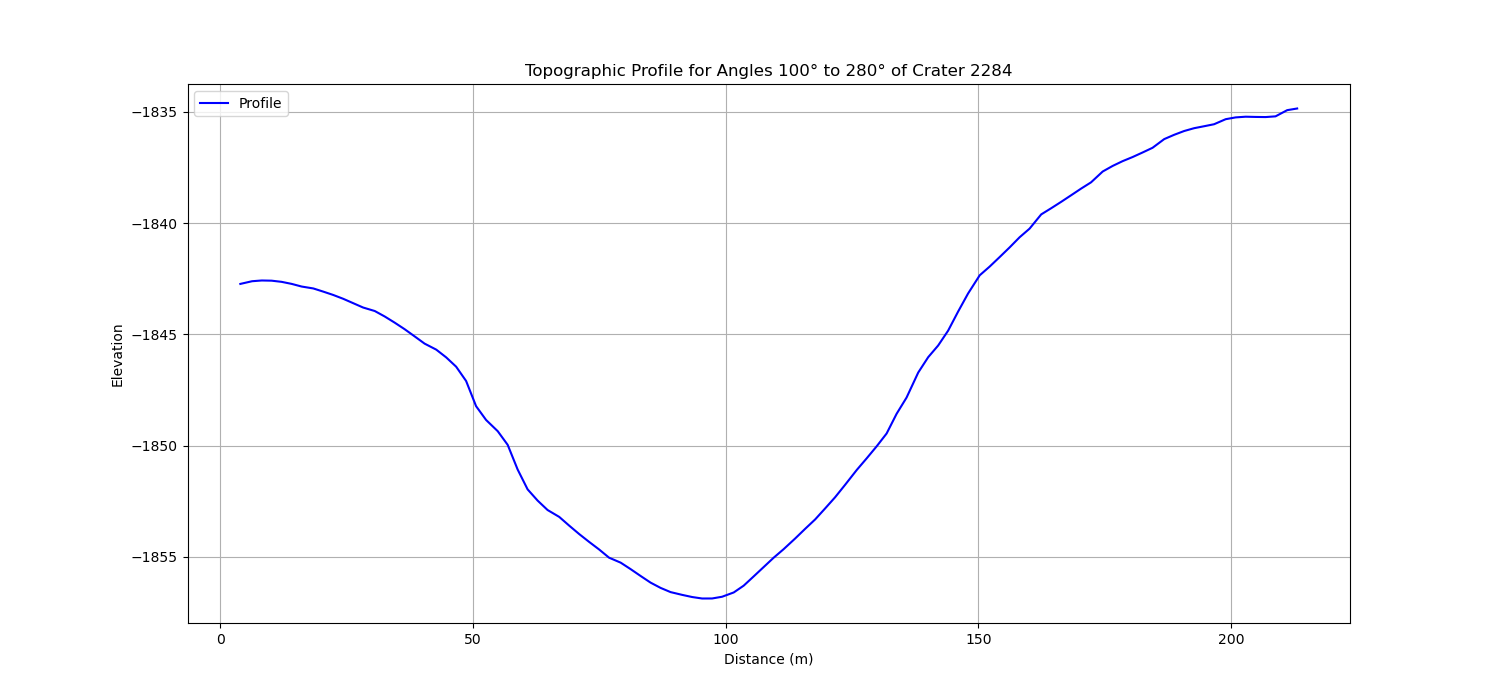 Topographic Profile for Angles 100° to 280° of Crater 2284
Profile
−1835
−1840
−1845
−1850
−1855
Elevation
0 50 100 150 200
Distance (m)